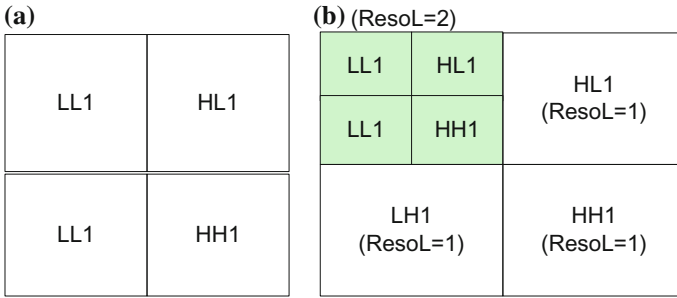 (a)
LL1 HL1
LL1 HH1
(b) (ResoL=2)
LL1 HL1
LL1 HH1
HL1
(ResoL=1)
LH1
(ResoL=1)
HH1
(ResoL=1)